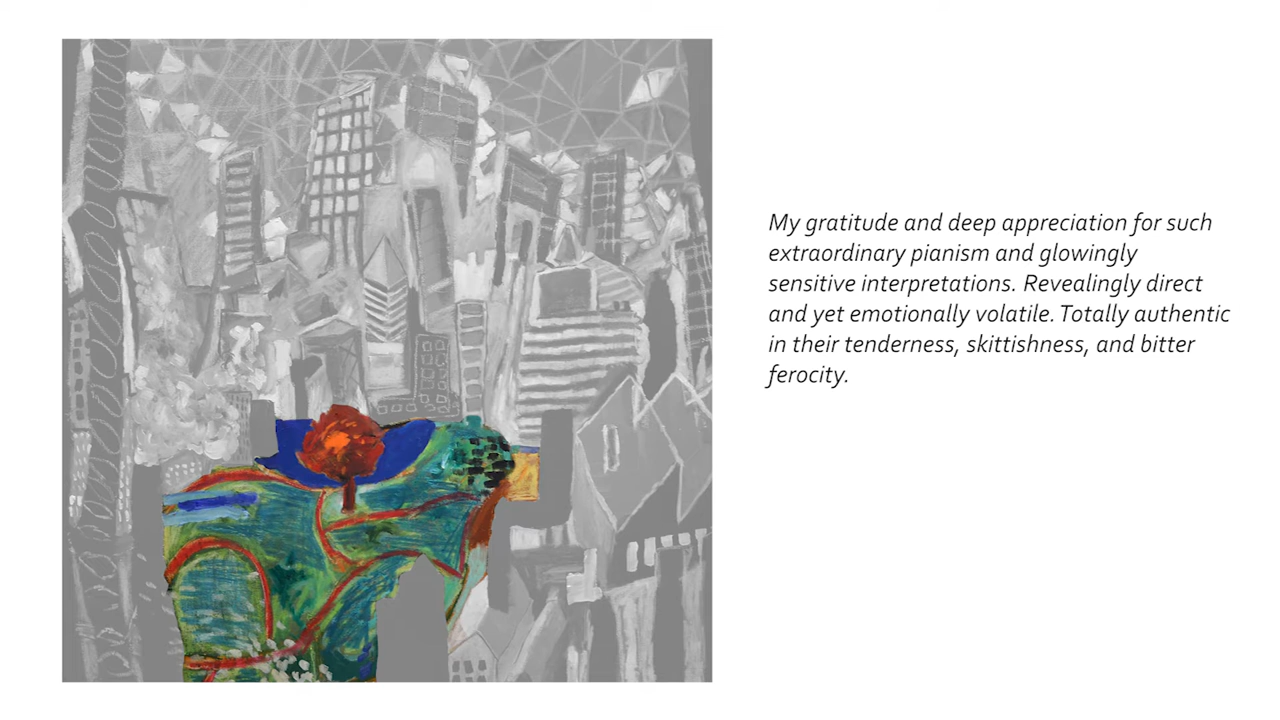 My gratitude and deep appreciation for such
extraordinary pianism and glowingly
sensitive interpretations. Revealingly direct
and yet emotionally volatile. Totally authentic
in their tenderness, skittishness, and bitter
ferocity.